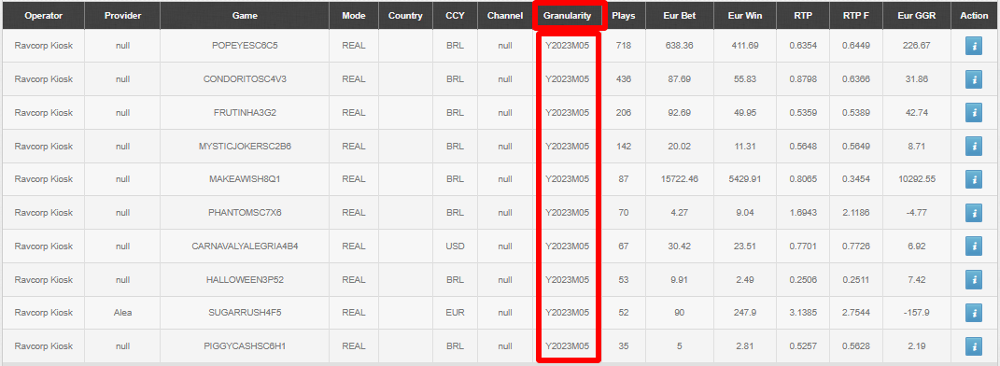 Operator Provider Game Mode Country CCY Channel Granularity Plays Eur Bet Eur Win RTP RTP F Eur GGR Action
Ravcorp Kiosk null POPEYESC6C5 REAL BRL null Y2023M05 718 638.36 411.69 0.6354 0.6449 226.67 i
Ravcorp Kiosk null CONDORITOSC4V3 REAL BRL null Y2023M05 436 87.69 55.83 0.8798 0.6366 31.86 i
Ravcorp Kiosk null FRUTINHA3G2 REAL BRL null Y2023M05 206 92.69 49.95 0.5359 0.5389 42.74 i
Ravcorp Kiosk null MYSTICJOKERSC2B6 REAL BRL null Y2023M05 142 20.02 11.31 0.5648 0.5649 8.71 i
Ravcorp Kiosk null MAKEAWISH8Q1 REAL BRL null Y2023M05 87 15722.46 5429.91 0.8065 0.3454 10292.55 i
Ravcorp Kiosk null PHANTOMSC7X6 REAL BRL null Y2023M05 70 4.27 9.04 1.6943 2.1186 -4.77 i
Ravcorp Kiosk null CARNAVALYALEGRIA4B4 REAL USD null Y2023M05 67 30.42 23.51 0.7701 0.7726 6.92 i
Ravcorp Kiosk null HALLOWEEN3P52 REAL BRL null Y2023M05 53 9.91 2.49 0.2506 0.2511 7.42 i
Ravcorp Kiosk Alea SUGARRUSH4F5 REAL EUR null Y2023M05 52 90 247.9 3.1385 2.7544 -157.9 i
Ravcorp Kiosk null PIGGYCASHSC6H1 REAL BRL null Y2023M05 35 5 2.81 0.5257 0.5628 2.19 i